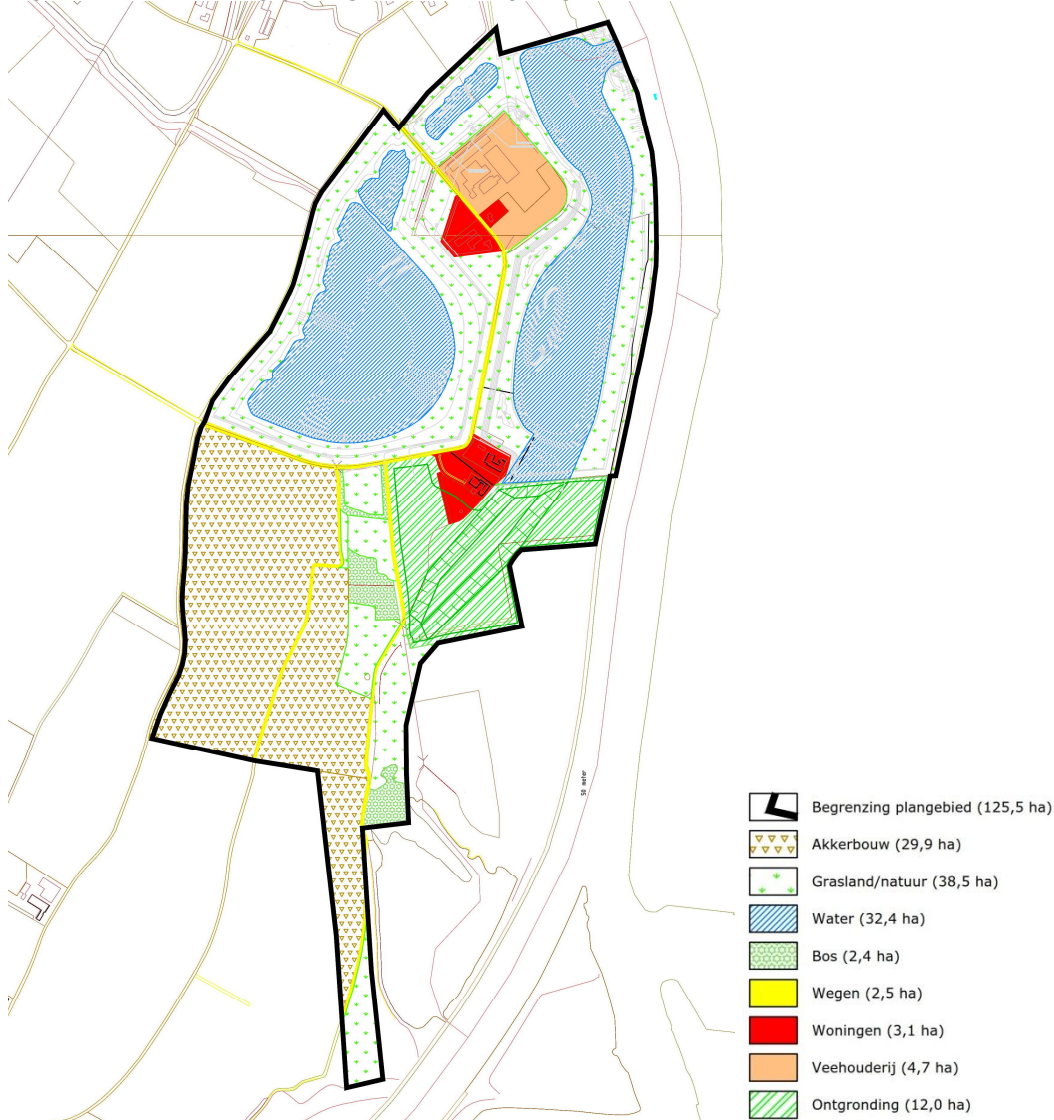 50 meter
Begrenzing plangebied (125,5 ha)
Akkerbouw (29,9 ha)
Grasland/natuur (38,5 ha)
Water (32,4 ha)
Bos (2,4 ha)
Wegen (2,5 ha)
Woningen (3,1 ha)
Veehouderij (4,7 ha)
Ontgronding (12,0 ha)